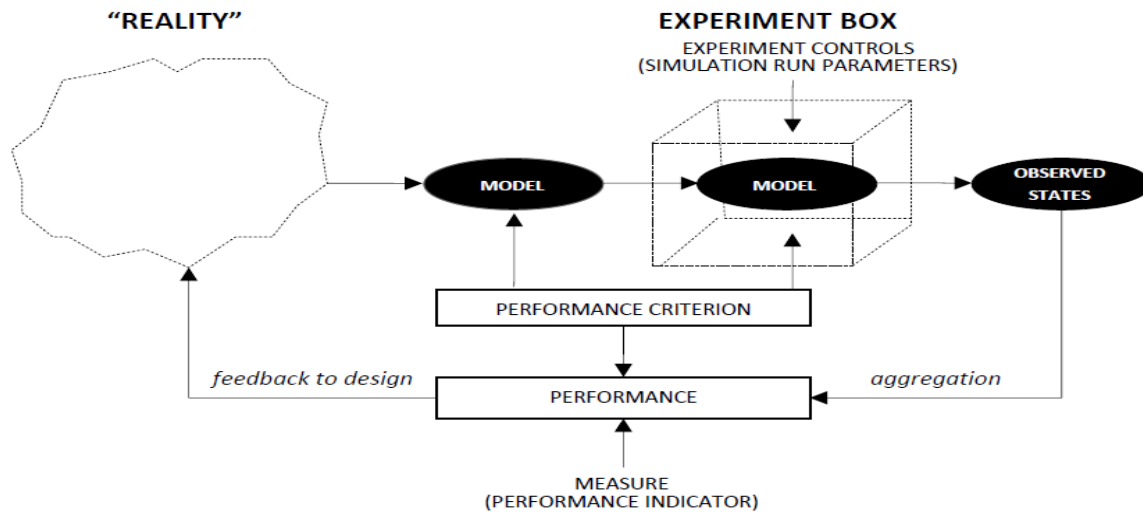 “REALITY”
EXPERIMENT BOX
EXPERIMENT CONTROLS
(SIMULATION RUN PARAMETERS)
MODEL
MODEL
OBSERVED
STATES
PERFORMANCE CRITERION
feedback to design
PERFORMANCE
aggregation
MEASURE
(PERFORMANCE INDICATOR)